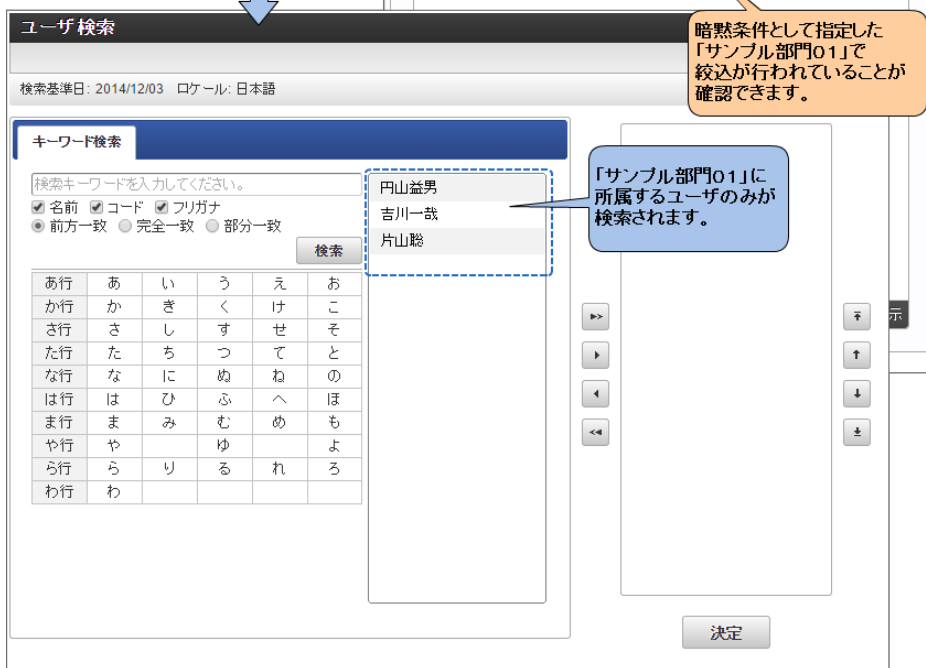 ユーザ検索
暗黙条件として指定した
「サンプル部門01」で
絞込が行われていることが
確認できます。
検索基準日: 2014/12/03 ロケール: 日本語
キーワード検索
検索キーワードを入力してください。
名前 コード フリガナ
前方一致 完全一致 部分一致
検索
円山益男
吉川一哉
片山聡
「サンプル部門01」に
所属するユーザのみが
検索されます。
あ行 あ い う え お
か行 か き く け こ
さ行 さ し す せ そ
た行 た ち つ て と
な行 な に ぬ ね の
は行 は ひ ふ へ ほ
ま行 ま み む め も
や行 や ゆ よ
ら行 ら り る れ ろ
わ行 わ
示
決定